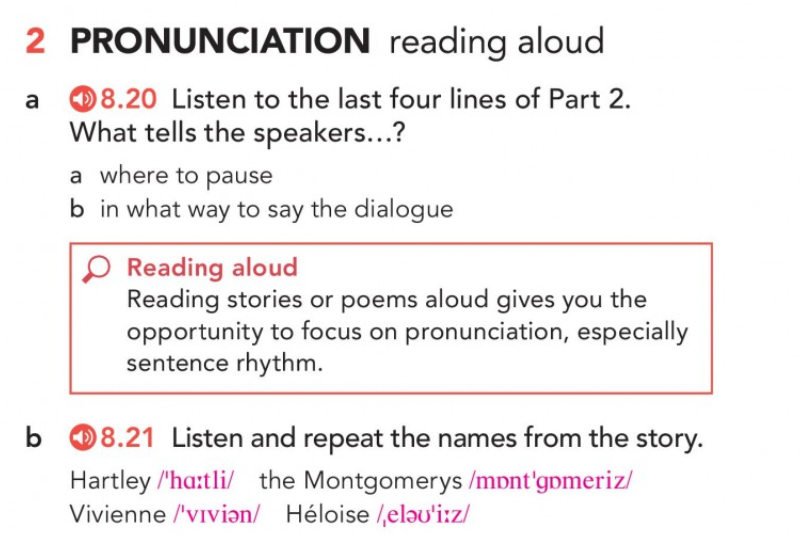 2 PRONUNCIATION reading aloud
a 8.20 Listen to the last four lines of Part 2.
What tells the speakers…?
a where to pause
b in what way to say the dialogue
Reading aloud
Reading stories or poems aloud gives you the
opportunity to focus on pronunciation, especially
sentence rhythm.
b 8.21 Listen and repeat the names from the story.
Hartley /ˈhɑːtli/ the Montgomerys /mɒntˈɡɒmeriz/
Vivienne /ˈvɪviən/ Héloise /ˌeləʊˈiːz/